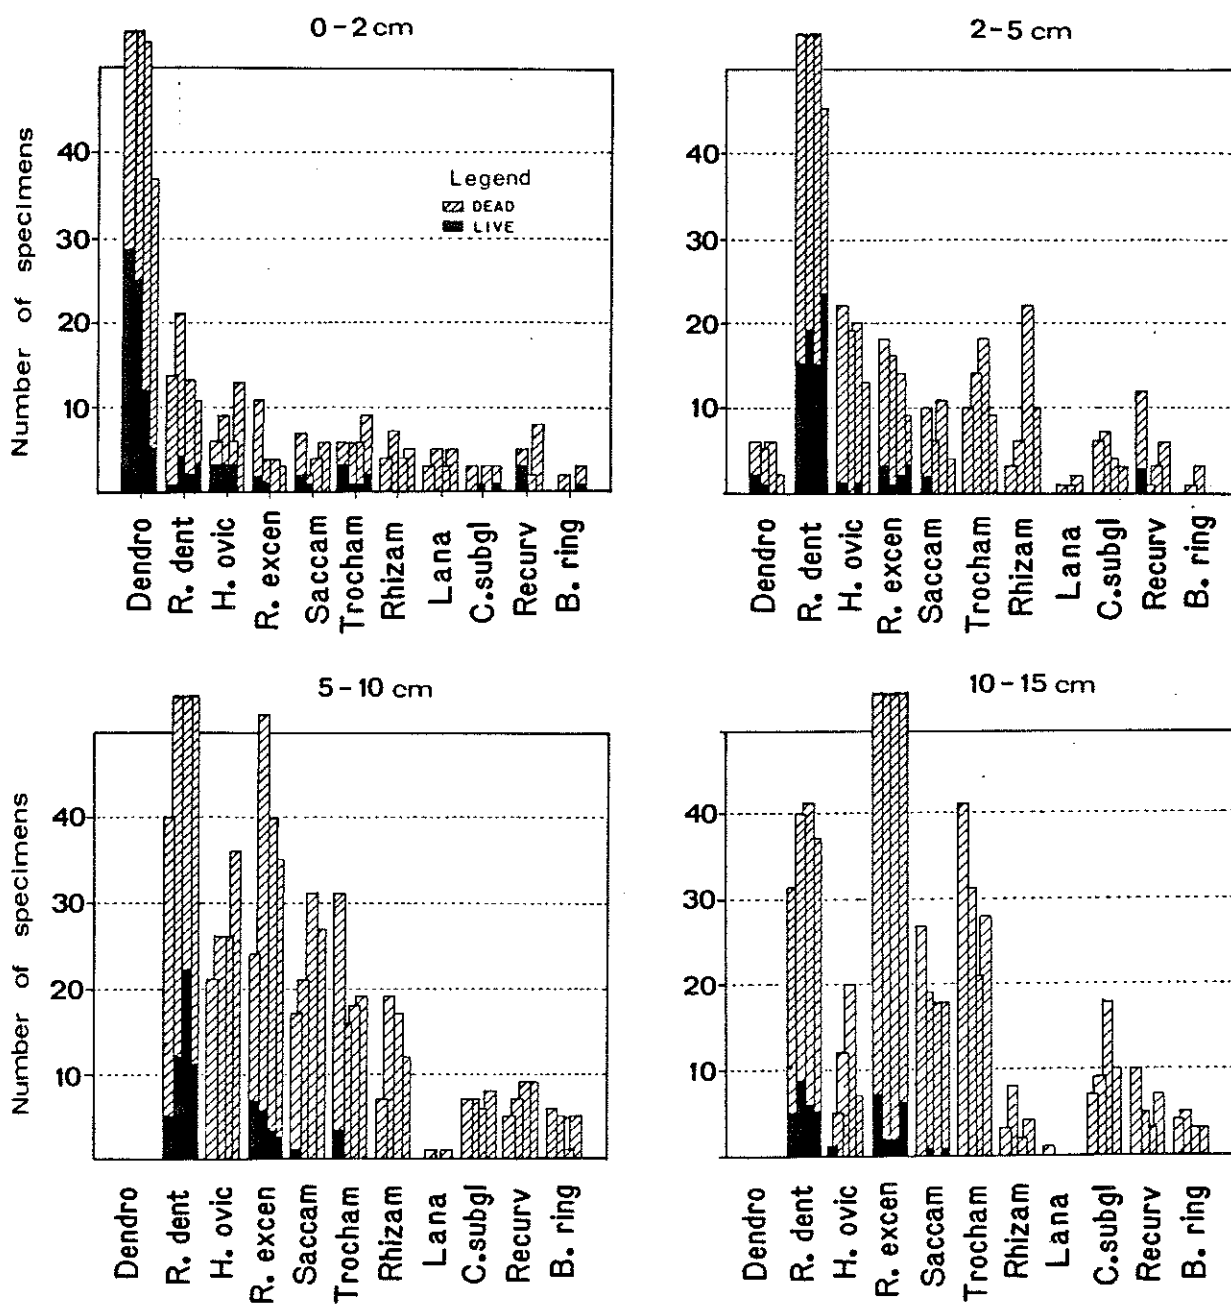 0-2 cm
2-5 cm
Number of specimens
40
30
20
10
Legend
DEAD
LIVE
40
30
20
10
Dendro
R. dent
H. ovic
R. excen
Saccam
Trocham
Rhizam
Lana
C.subgl
Recurv
B. ring
Dendro
R. dent
H. ovic
R. excen
Saccam
Trocham
Rhizam
Lana
C.subgl
Recurv
B. ring
5-10 cm
10-15 cm
Number of specimens
40
30
20
10
40
30
20
10
Dendro
R. dent
H. ovic
R. excen
Saccam
Trocham
Rhizam
Lana
C.subgl
Recurv
B. ring
Dendro
R. dent
H. ovic
R. excen
Saccam
Trocham
Rhizam
Lana
C.subgl
Recurv
B. ring